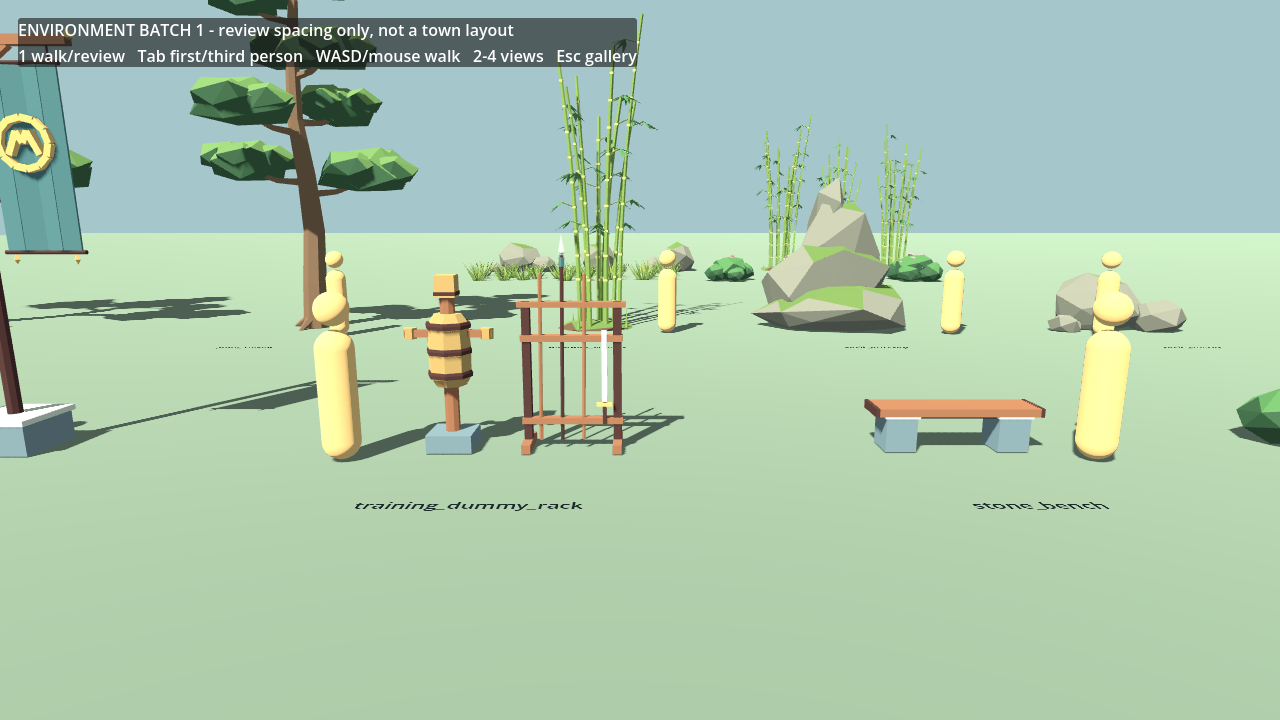 ENVIRONMENT BATCH 1 - review spacing only, not a town layout
1 walk/review   Tab first/third person   WASD/mouse walk   2-4 views   Esc gallery
training_dummy_rack
stone_bench